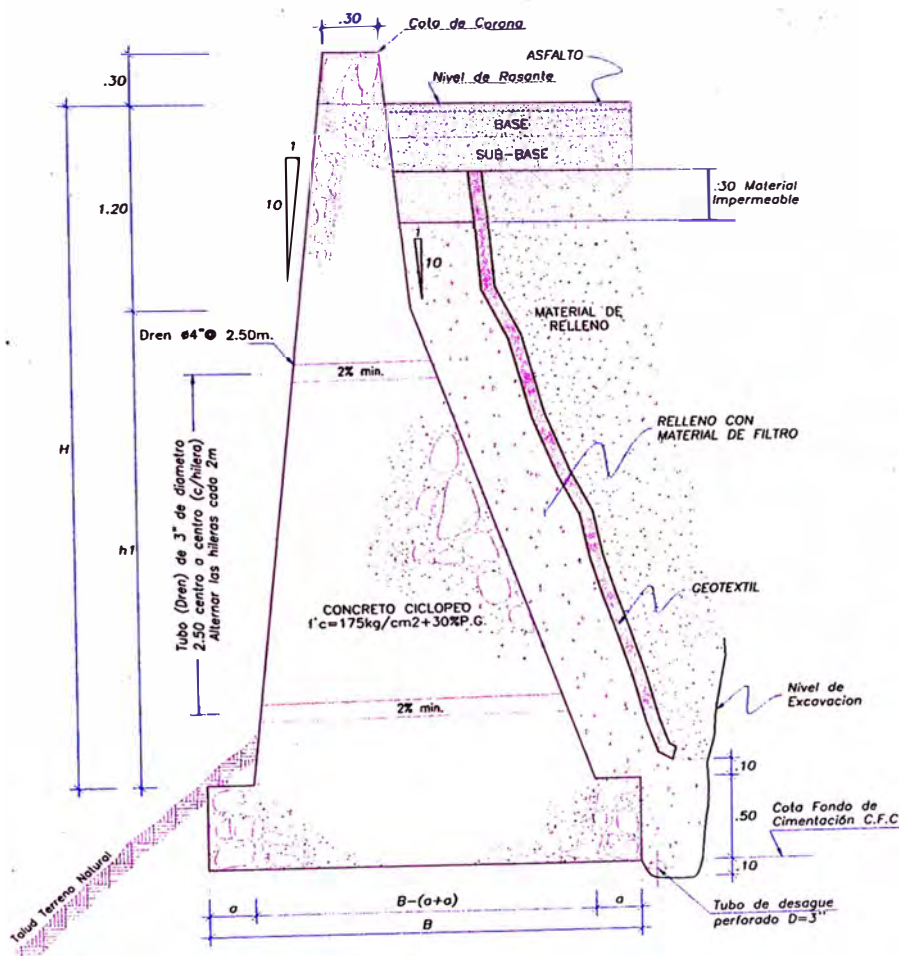 .30
Cota de Corona
ASFALTO
Nivel de Rasante
.30
BASE
SUB-BASE
1
10
1.20
.30 Material
Impermeable
1
10
MATERIAL DE
RELLENO
Dren ø4"@ 2.50m.
2% min.
RELLENO CON
MATERIAL DE FILTRO
H
h1
Tubo (Dren) de 3" de diametro
2.50 centro a centro (c/hilera)
Alternar las hileras cada 2m
CONCRETO CICLOPEO
f'c=175kg/cm2+30%P.G.
GEOTEXTIL
2% min.
Nivel de
Excavacion
.10
.50
Cota Fondo de
Cimentación C.F.C
.10
Talud Terreno Natural
a
B-(a+a)
a
B
Tubo de desague
perforado D=3''